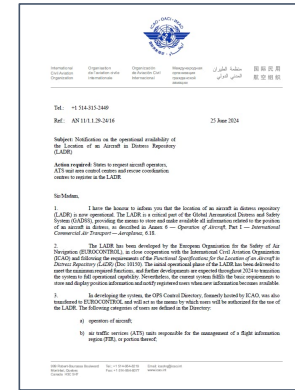 International
Civil Aviation
Organization
Organisation
de l'aviation civile
internationale
Organización
de Aviación Civil
Internacional
Международная
организация
гражданской
авиации
منظمة الطيران
المدني الدولي
国际民用
航空组织
Tel.: +1 514-315-2449
Ref.: AN 11/1.1.29-24/16
25 June 2024
Subject: Notification on the operational availability of
the Location of an Aircraft in Distress Repository
(LADR)
Action required: States to request aircraft operators,
ATS unit area control centres and rescue coordination
centres to register in the LADR
Sir/Madam,
1. I have the honour to inform you that the location of an aircraft in distress repository
(LADR) is now operational. The LADR is a critical part of the Global Aeronautical Distress and Safety
System (GADSS), providing the means to store and make available all information related to the position
of an aircraft in distress, as described in Annex 6 — Operation of Aircraft, Part I — International
Commercial Air Transport — Aeroplanes, 6.18.
2. The LADR has been developed by the European Organisation for the Safety of Air
Navigation (EUROCONTROL), in close cooperation with the International Civil Aviation Organization
(ICAO) and following the requirements of Functional Specifications for the Location of an Aircraft in
Distress Repository (LADR) (Doc 10150). The initial operational phase of the LADR has been delivered to
meet the minimum required functions, and further developments are expected throughout 2024 to transition
the system to full operational capability. Nevertheless, the current system fulfils the basic requirements to
store and display position information and notify registered users when new information becomes available.
3. In developing the system, the OPS Control Directory, formerly hosted by ICAO, was also
transferred to EUROCONTROL and will act as the means by which users will be authorized for the use of
the LADR. The following categories of users are defined in the Directory:
a) operators of aircraft;
b) air traffic services (ATS) units responsible for the management of a flight information
region (FIR), or portion thereof;